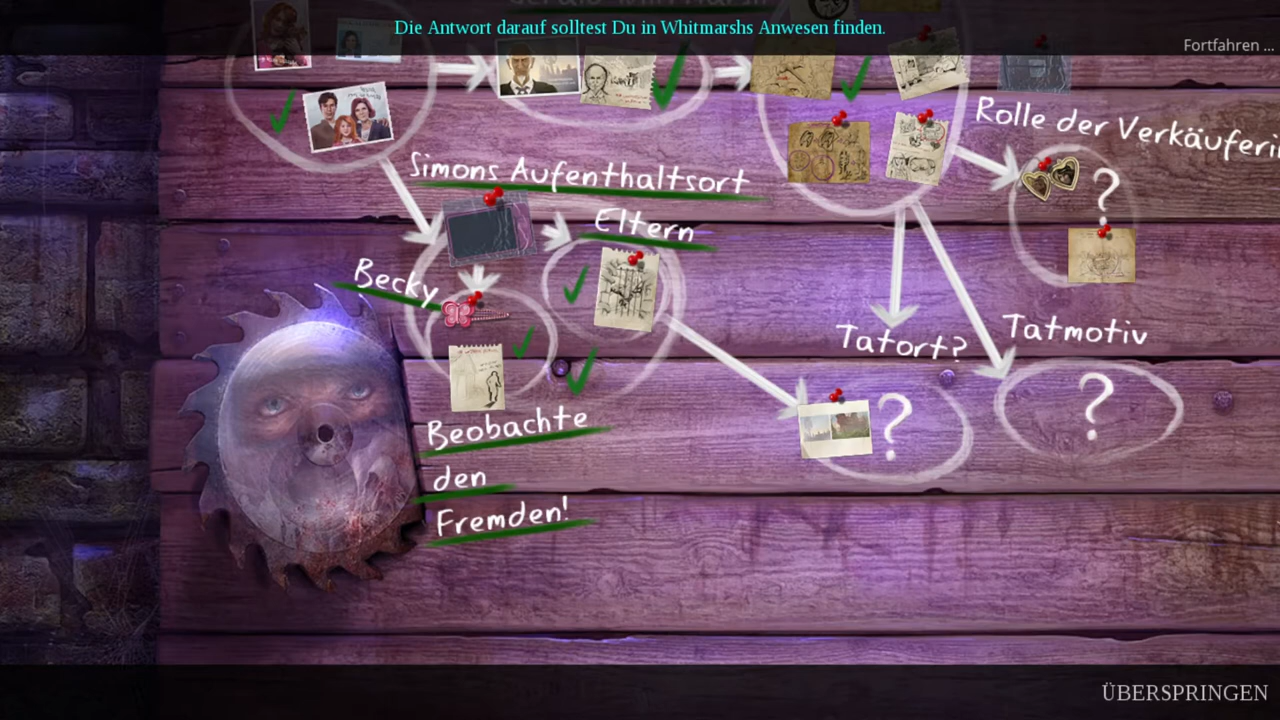 Die Antwort darauf solltest Du in Whitmarshs Anwesen finden.
Fortfahren ...
Rolle der Verkäuferin
Simons Aufenthaltsort
Eltern
Becky
Tatort?
Tatmotiv
?
?
?
Beobachte
den
Fremden!
ÜBERSPRINGEN